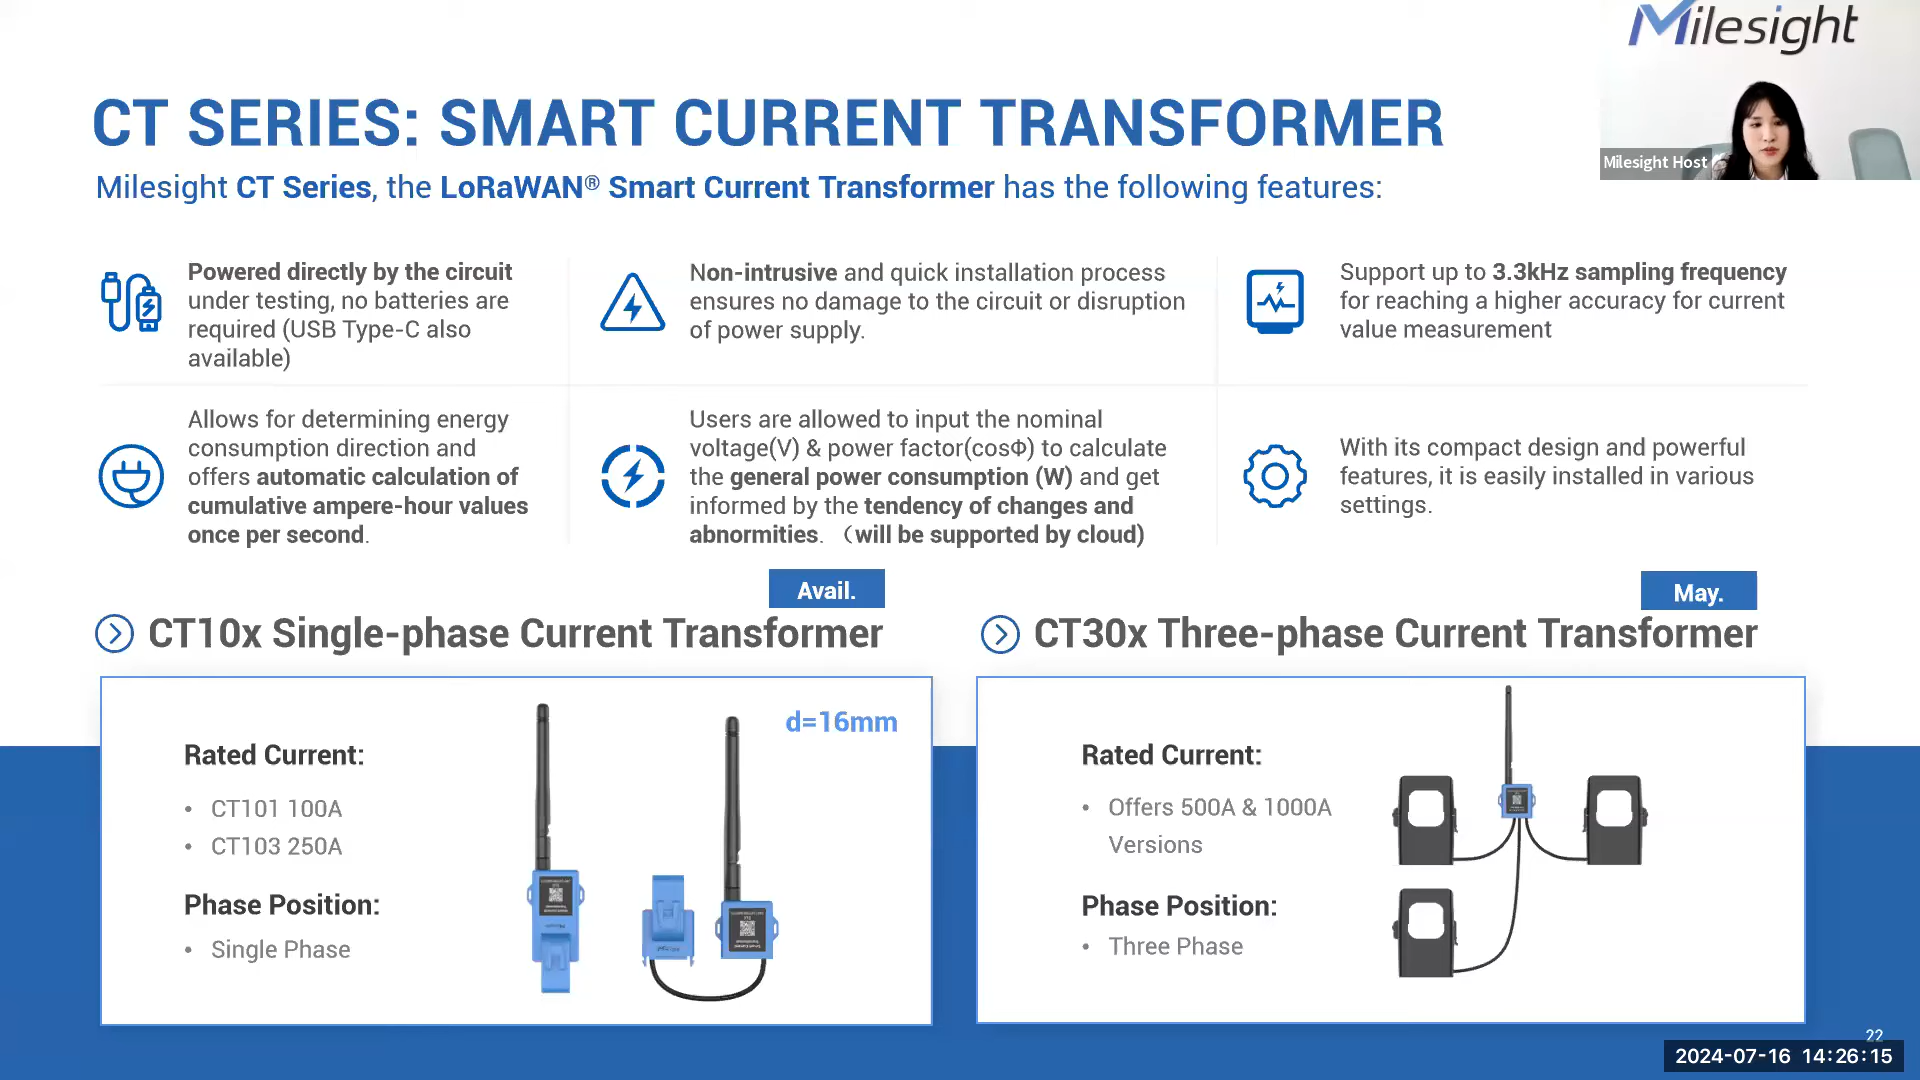 Milesight
Milesight Host
CT SERIES: SMART CURRENT TRANSFORMER
Milesight CT Series, the LoRaWAN® Smart Current Transformer has the following features:
Powered directly by the circuit
under testing, no batteries are
required (USB Type-C also
available)
Non-intrusive and quick installation process
ensures no damage to the circuit or disruption
of power supply.
Support up to 3.3kHz sampling frequency
for reaching a higher accuracy for current
value measurement
Allows for determining energy
consumption direction and
offers automatic calculation of
cumulative ampere-hour values
once per second.
Users are allowed to input the nominal
voltage(V) & power factor(cosΦ) to calculate
the general power consumption (W) and get
informed by the tendency of changes and
abnormities. （will be supported by cloud)
With its compact design and powerful
features, it is easily installed in various
settings.
Avail.
CT10x Single-phase Current Transformer
d=16mm
Rated Current:
• CT101 100A
• CT103 250A
Phase Position:
• Single Phase
May.
CT30x Three-phase Current Transformer
Rated Current:
• Offers 500A & 1000A
Versions
Phase Position:
• Three Phase
22
2024-07-16 14:26:15